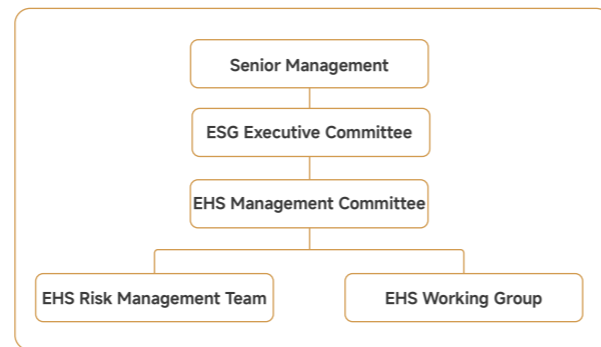 Senior Management
ESG Executive Committee
EHS Management Committee
EHS Risk Management Team
EHS Working Group